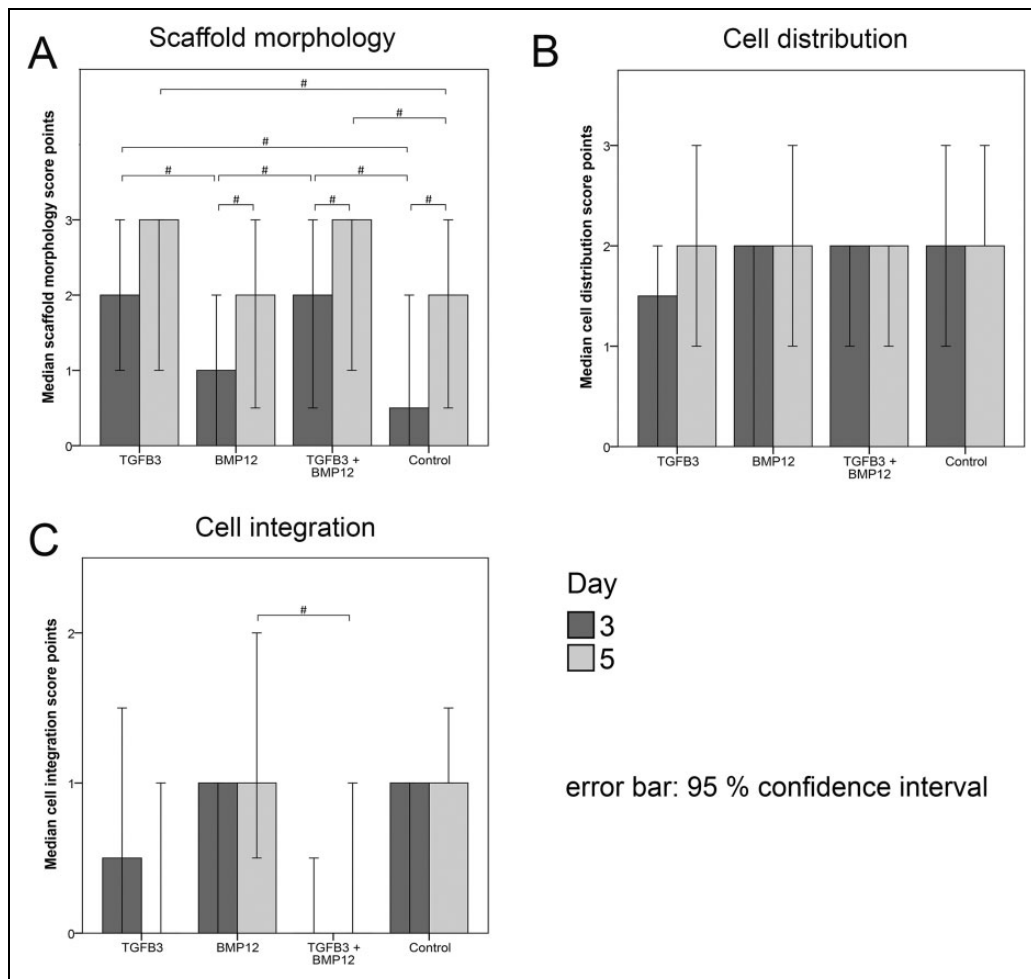 A
Scaffold morphology
Median scaffold morphology score points
3
2
1
0
#
#
#
#
#
#
#
#
#
TGFB3
BMP12
TGFB3 +
BMP12
Control
B
Cell distribution
Median cell distribution score points
3
2
1
0
TGFB3
BMP12
TGFB3 +
BMP12
Control
C
Cell integration
Median cell integration score points
2
1
0
#
TGFB3
BMP12
TGFB3 +
BMP12
Control
Day
3
5
error bar: 95 % confidence interval